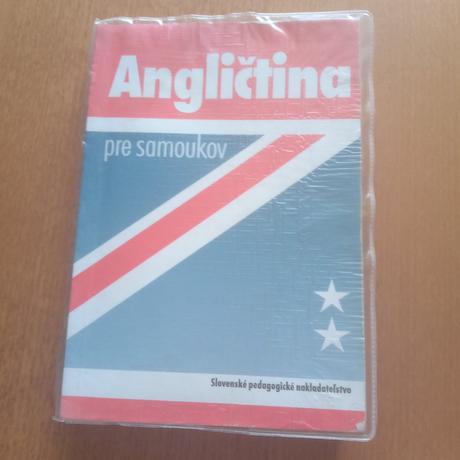 Angličtina
pre samoukov
Slovenské pedagogické nakladateľstvo